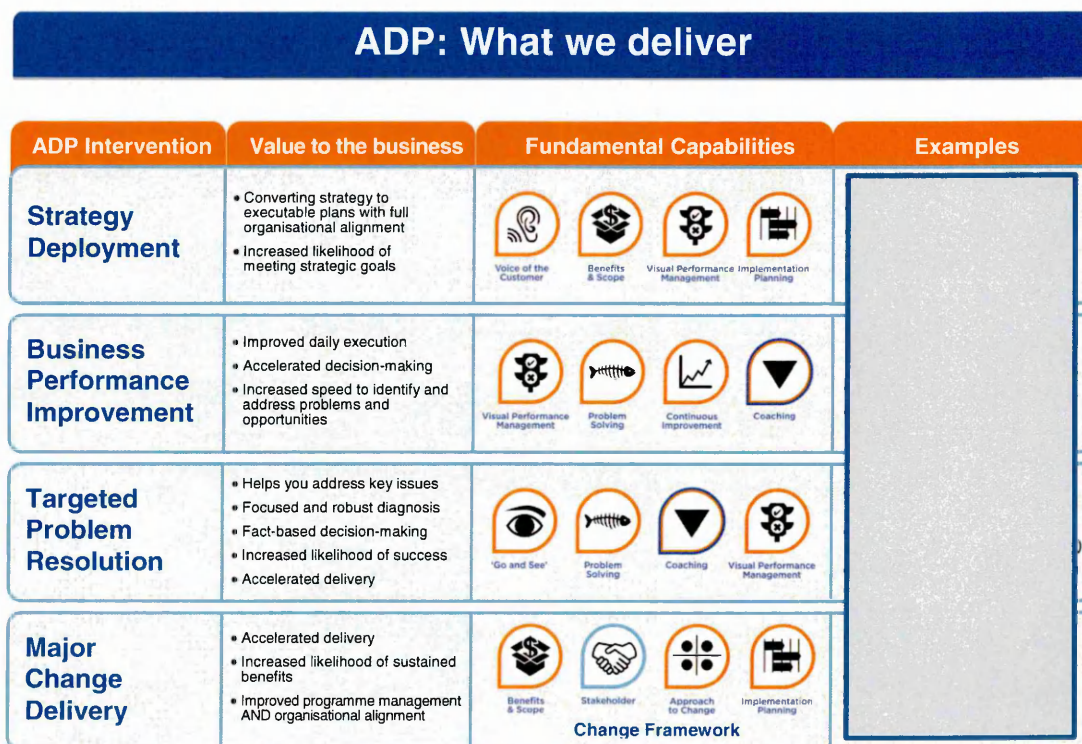 ADP: What we deliver
ADP Intervention
Value to the business
Fundamental Capabilities
Examples
Strategy
Deployment
• Converting strategy to
executable plans with full
organisational alignment
• Increased likelihood of
meeting strategic goals
Voice of the
Customer
Benefits
& Scope
Visual Performance
Management
Implementation
Planning
Business
Performance
Improvement
• Improved daily execution
• Accelerated decision-making
• Increased speed to identify and
address problems and
opportunities
Visual Performance
Management
Problem
Solving
Continuous
Improvement
Coaching
Targeted
Problem
Resolution
• Helps you address key issues
• Focused and robust diagnosis
• Fact-based decision-making
• Increased likelihood of success
• Accelerated delivery
'Go and See'
Problem
Solving
Coaching
Visual Performance
Management
Major
Change
Delivery
• Accelerated delivery
• Increased likelihood of sustained
benefits
• Improved programme management
AND organisational alignment
Benefits
& Scope
Stakeholder
Approach
to Change
Implementation
Planning
Change Framework